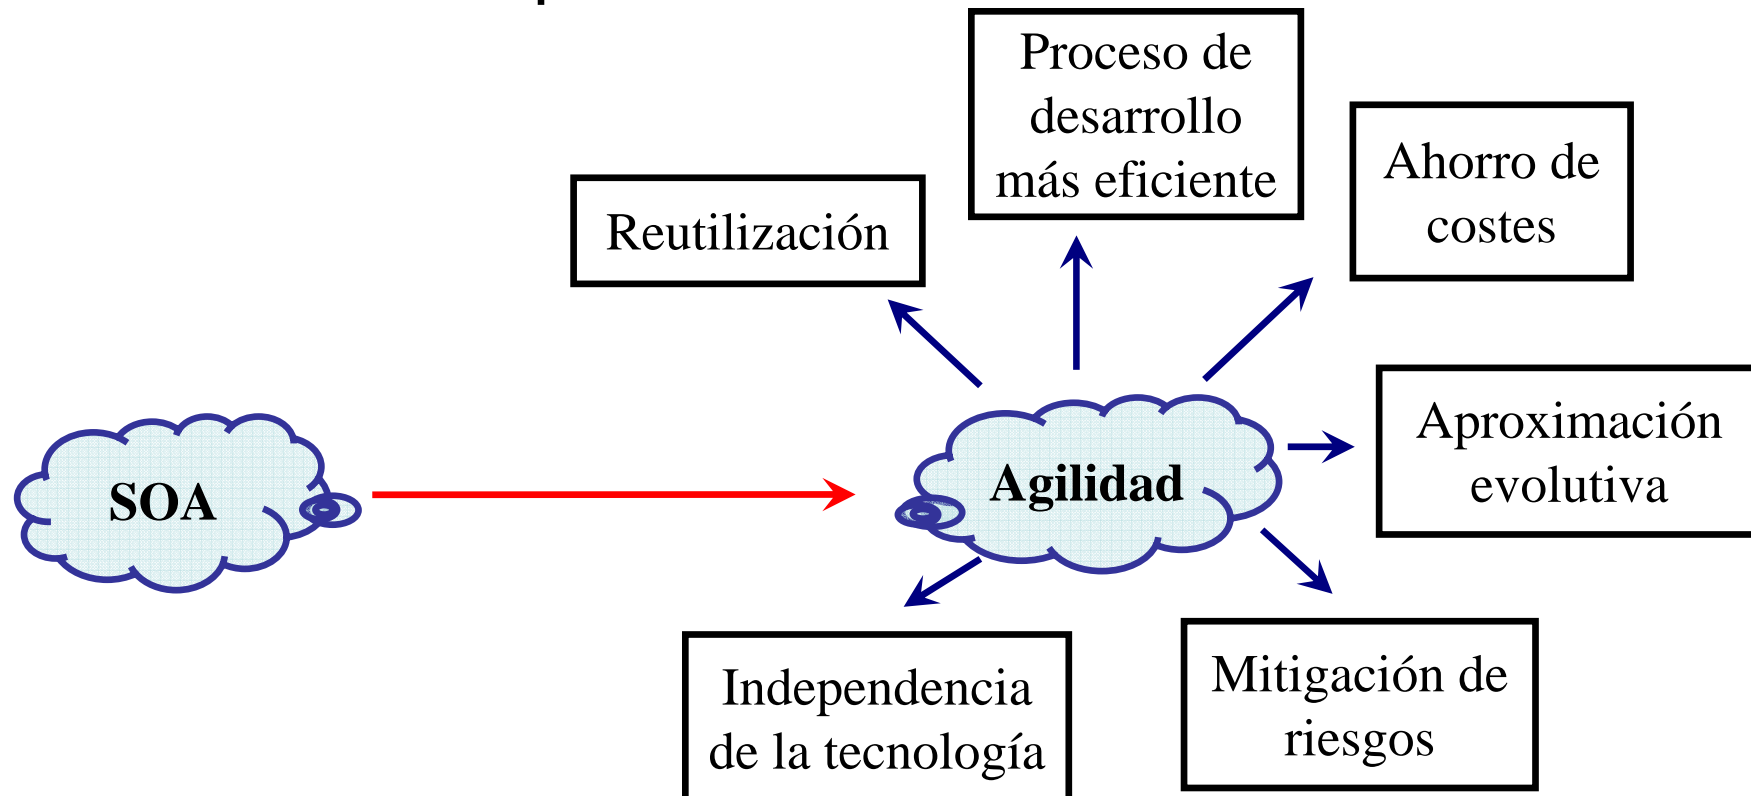 Proceso de
desarrollo
más eficiente
Ahorro de
costes
Reutilización
Aproximación
evolutiva
SOA
Agilidad
Independencia
de la tecnología
Mitigación de
riesgos